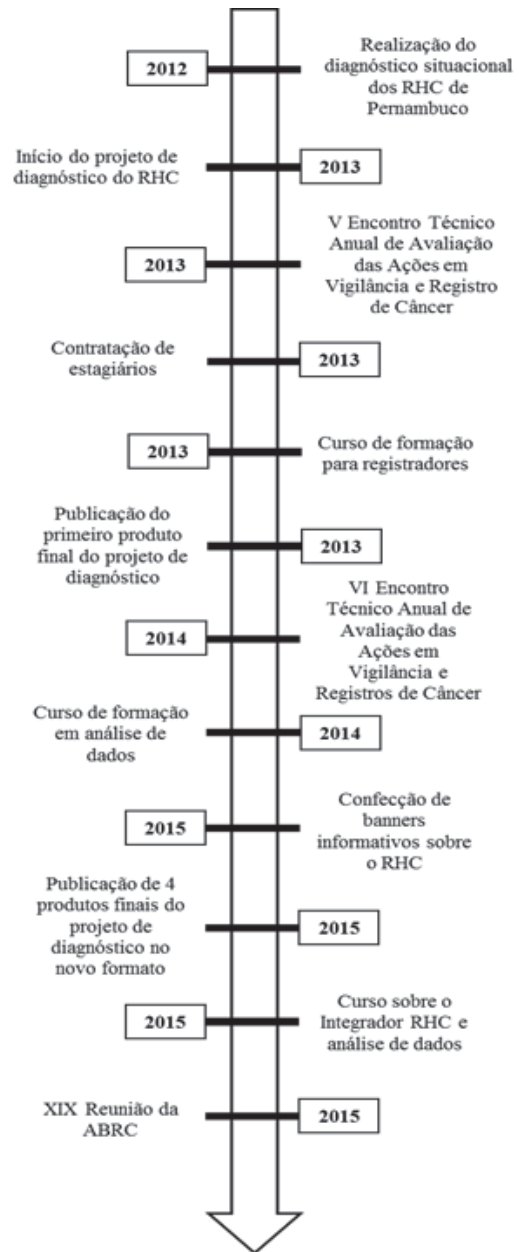 2012
Realização do
diagnóstico situacional
dos RHC de
Pernambuco
Início do projeto de
diagnóstico do RHC
2013
2013
V Encontro Técnico
Anual de Avaliação
das Ações em
Vigilância e Registro
de Câncer
Contratação de
estagiários
2013
2013
Curso de formação
para registradores
Publicação do
primeiro produto
final do projeto de
diagnóstico
2013
2014
VI Encontro
Técnico Anual de
Avaliação das
Ações em
Vigilância e
Registros de Câncer
Curso de formação
em análise de
dados
2014
2015
Confecção de
banners
informativos sobre
o RHC
Publicação de 4
produtos finais do
projeto de
diagnóstico no
novo formato
2015
2015
Curso sobre o
Integrador RHC e
análise de dados
XIX Reunião da
ABRC
2015